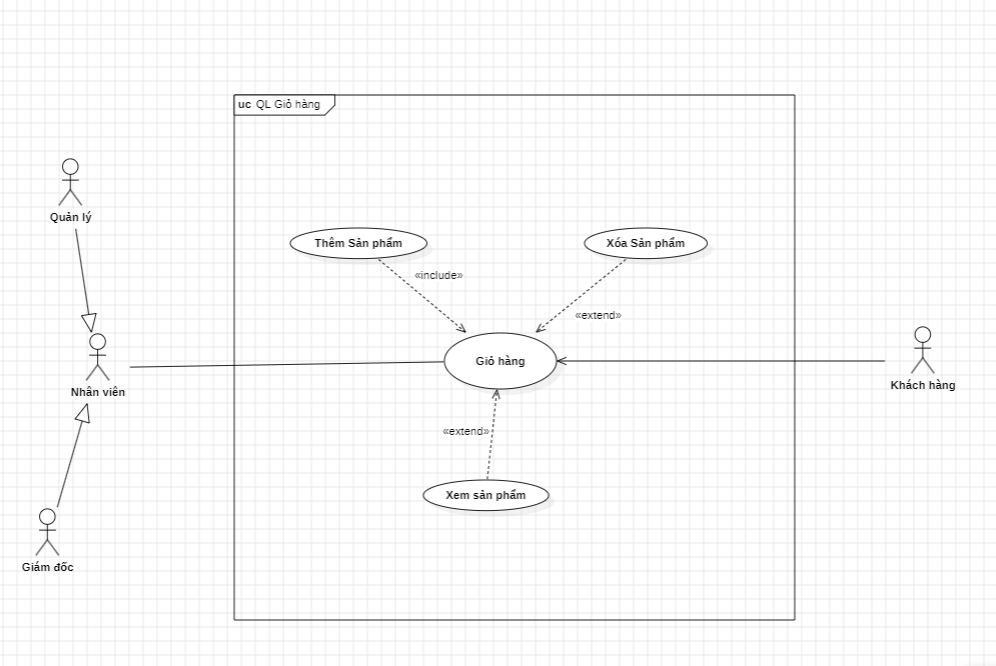 uc QL Giỏ hàng
Quản lý
Thêm Sản phẩm
Xóa Sản phẩm
«include»
«extend»
Giỏ hàng
Nhân viên
Khách hàng
«extend»
Xem sản phẩm
Giám đốc